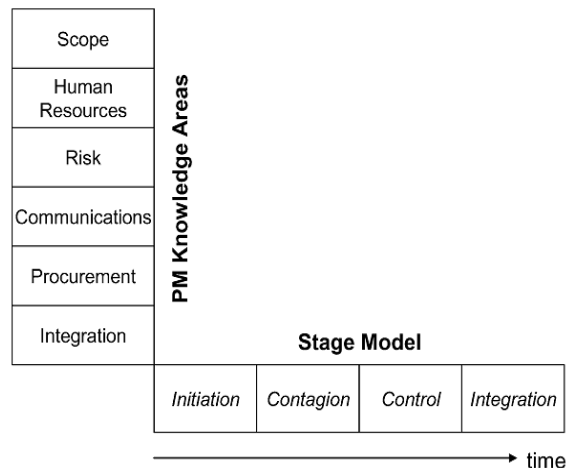 Scope
Human
Resources
Risk
Communications
Procurement
Integration
PM Knowledge Areas
Stage Model
Initiation
Contagion
Control
Integration
time